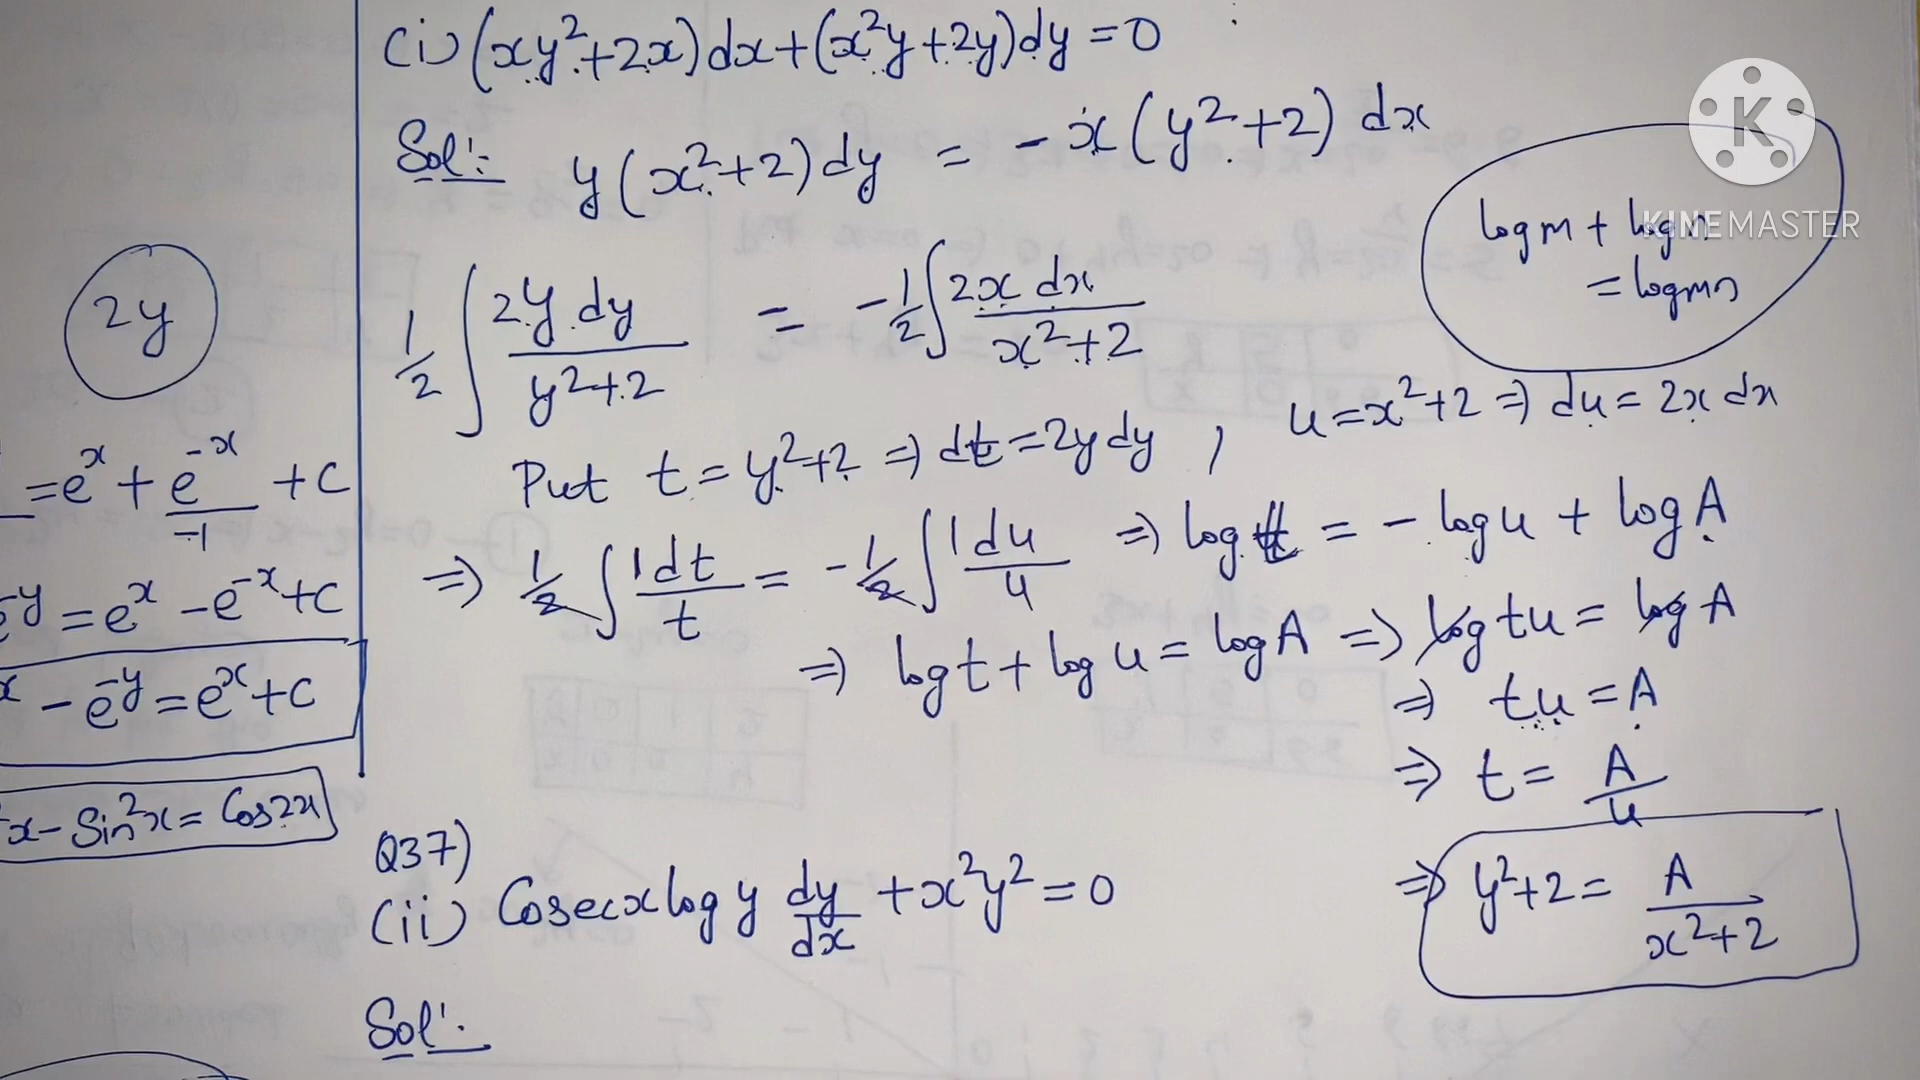 (i) (xy²+2x)dx+(x²y+2y)dy=0
Sol':- y(x²+2)dy = -x(y²+2) dx
K
KINEMASTER
log m + log n
= log mn
2y
1/2 ∫ 2y dy / y²+2 = -1/2 ∫ 2x dx / x²+2
Put t = y²+2 ⇒ dt = 2y dy , u = x²+2 ⇒ du = 2x dx
= e^x + e^-x / -1 + c
⇒ 1/2 ∫ 1 dt / t = -1/2 ∫ 1 du / u ⇒ log t = - log u + log A
-y = e^x - e^-x + c
⇒ log t + log u = log A ⇒ log tu = log A
x - e^-y = e^x + c
⇒ tu = A
⇒ t = A / u
x - Sin²x = Cos2x
Q37)
(ii) Cosecx log y dy/dx + x²y² = 0
⇒ y²+2 = A / x²+2
Sol':-